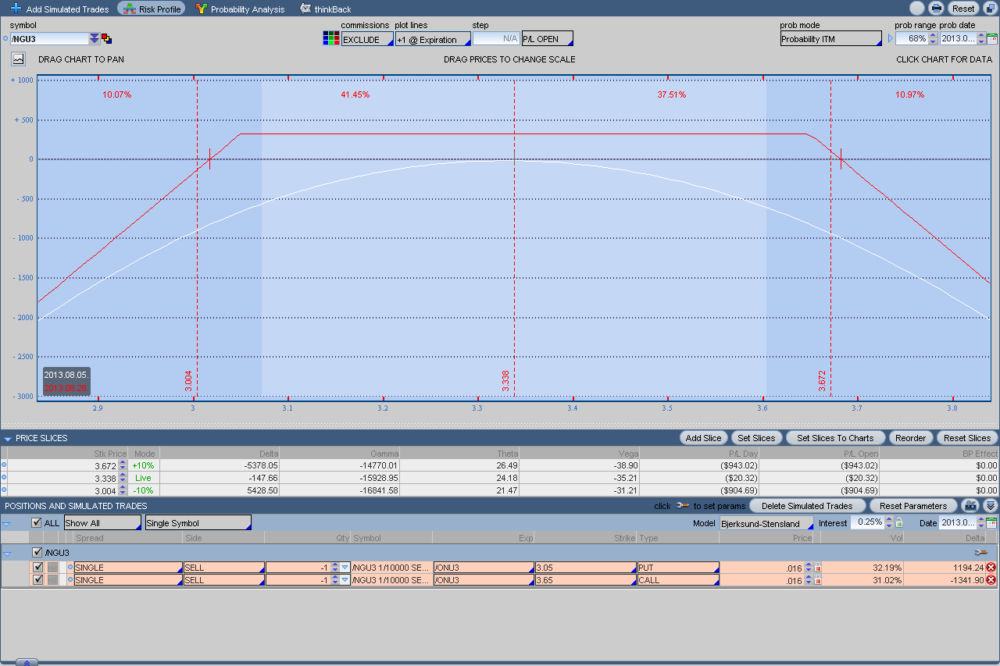 Add Simulated Trades Risk Profile Probability Analysis thinkBack Reset
symbol commissions plot lines step prob mode prob range prob date
/NGU3 EXCLUDE +1 @ Expiration N/A P/L OPEN Probability ITM 68% 2013.0...
DRAG CHART TO PAN DRAG PRICES TO CHANGE SCALE CLICK CHART FOR DATA
+ 1000
10.07% 41.45% 37.51% 10.97%
+ 500
0
- 500
- 1000
- 1500
- 2000
- 2500
3.004 3.338 3.672
2013.08.05.
2013.08.28.
- 3000
2.9 3 3.1 3.2 3.3 3.4 3.5 3.6 3.7 3.8
PRICE SLICES Add Slice Set Slices Set Slices To Charts Reorder Reset Slices
Stk Price Mode Delta Gamma Theta Vega P/L Day P/L Open BP Effect
3.672 +10% -5378.05 -14770.01 26.49 -38.90 ($943.02) ($943.02) $0.00
3.338 Live -147.66 -15928.95 24.18 -35.21 ($20.32) ($20.32) $0.00
3.004 -10% 5428.50 -16841.58 21.47 -31.21 ($904.69) ($904.69) $0.00
POSITIONS AND SIMULATED TRADES click to set params Delete Simulated Trades Reset Parameters
ALL Show All Single Symbol Model Bjerksund-Stensland Interest 0.25% Date 2013.0...
Spread Side Qty Symbol Exp Strike Type Price Vol Delta
/NGU3
SINGLE SELL -1 /NGU3 1/10000 SE... /ONU3 3.05 PUT .016 32.19% 1194.24
SINGLE SELL -1 /NGU3 1/10000 SE... /ONU3 3.65 CALL .016 31.02% -1341.90